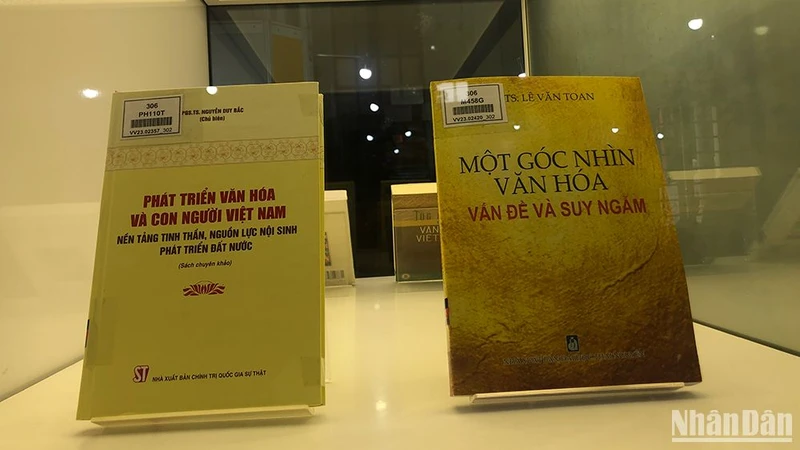 306
PH110T
VV23.02357_302
PGS.TS. NGUYỄN DUY BẮC
(Chủ biên)
PHÁT TRIỂN VĂN HÓA
VÀ CON NGƯỜI VIỆT NAM
NỀN TẢNG TINH THẦN, NGUỒN LỰC NỘI SINH
PHÁT TRIỂN ĐẤT NƯỚC
(Sách chuyên khảo)
ST
NHÀ XUẤT BẢN CHÍNH TRỊ QUỐC GIA SỰ THẬT
306
M458G
VV23.02420_302
TS. LÊ VĂN TOAN
MỘT GÓC NHÌN
VĂN HÓA
VẤN ĐỀ VÀ SUY NGẪM
VĂN
VIỆT
NhânDân